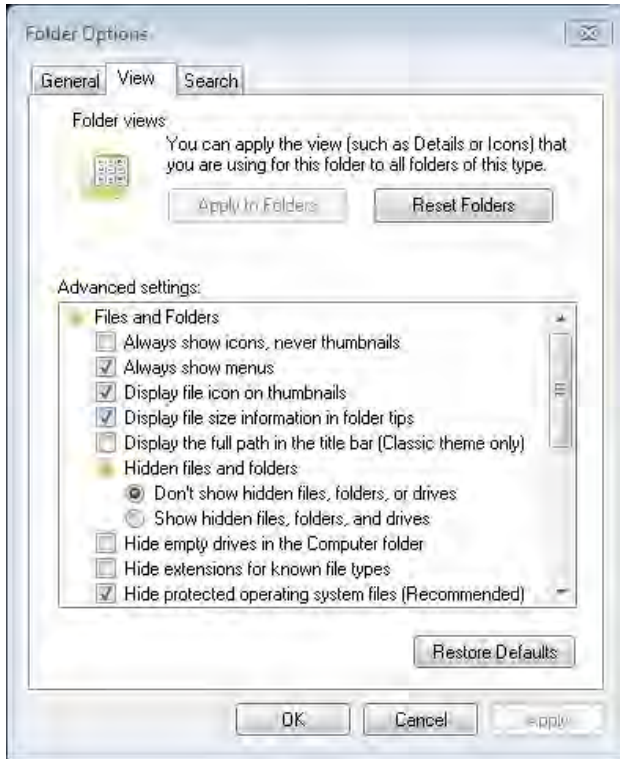 Folder Options
General View Search
Folder views
You can apply the view (such as Details or Icons) that
you are using for this folder to all folders of this type.
Apply to Folders Reset Folders
Advanced settings:
Files and Folders
Always show icons, never thumbnails
Always show menus
Display file icon on thumbnails
Display file size information in folder tips
Display the full path in the title bar (Classic theme only)
Hidden files and folders
Don't show hidden files, folders, or drives
Show hidden files, folders, and drives
Hide empty drives in the Computer folder
Hide extensions for known file types
Hide protected operating system files (Recommended)
Restore Defaults
OK Cancel Apply